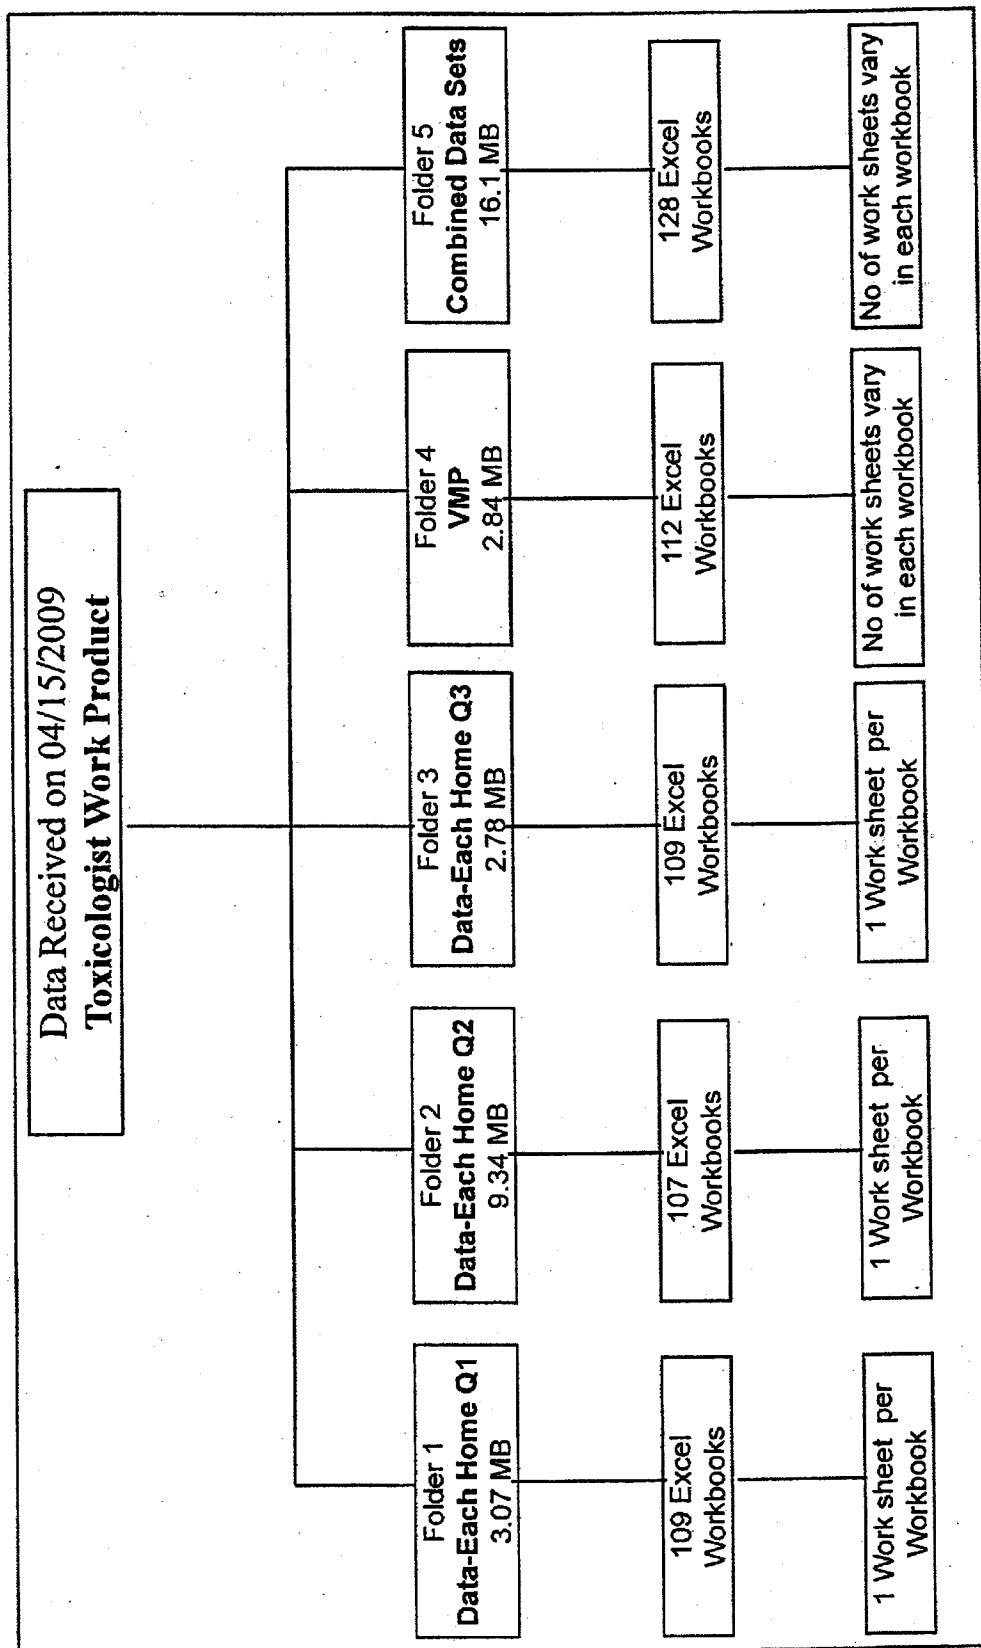 Data Received on 04/15/2009
Toxicologist Work Product
Folder 1
Data-Each Home Q1
3.07 MB
109 Excel
Workbooks
1 Work sheet per
Workbook
Folder 2
Data-Each Home Q2
9.34 MB
107 Excel
Workbooks
1 Work sheet per
Workbook
Folder 3
Data-Each Home Q3
2.78 MB
109 Excel
Workbooks
1 Work sheet per
Workbook
Folder 4
VMP
2.84 MB
112 Excel
Workbooks
No of work sheets vary
in each workbook
Folder 5
Combined Data Sets
16.1 MB
128 Excel
Workbooks
No of work sheets vary
in each workbook